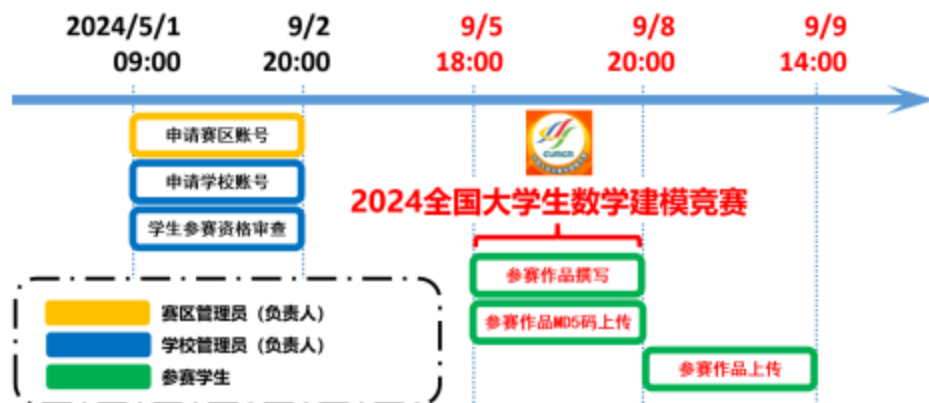 2024/5/1 9/2 9/5 9/8 9/9
09:00 20:00 18:00 20:00 14:00
申请赛区账号
申请学校账号
学生参赛资格审查
CUMCM
2024全国大学生数学建模竞赛
参赛作品撰写
参赛作品MD5码上传
参赛作品上传
赛区管理员（负责人）
学校管理员（负责人）
参赛学生